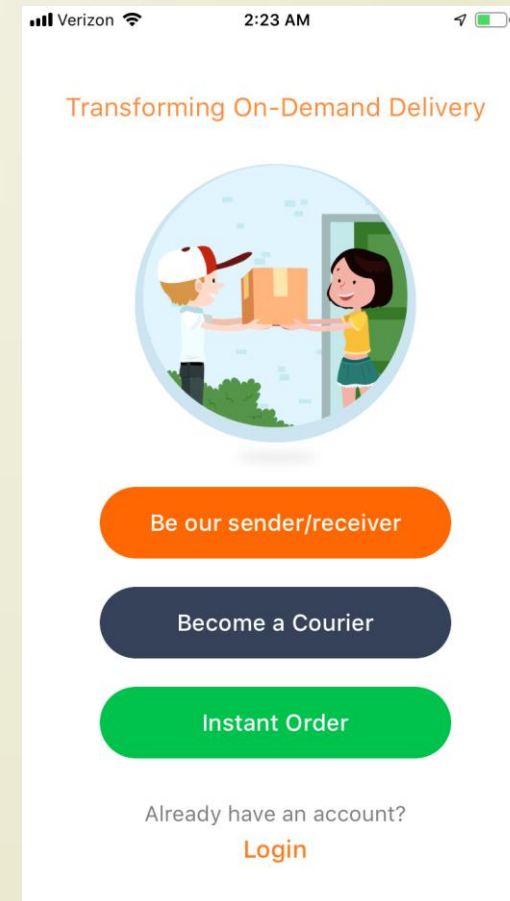 Verizon 2:23 AM
Transforming On-Demand Delivery
Be our sender/receiver
Become a Courier
Instant Order
Already have an account?
Login